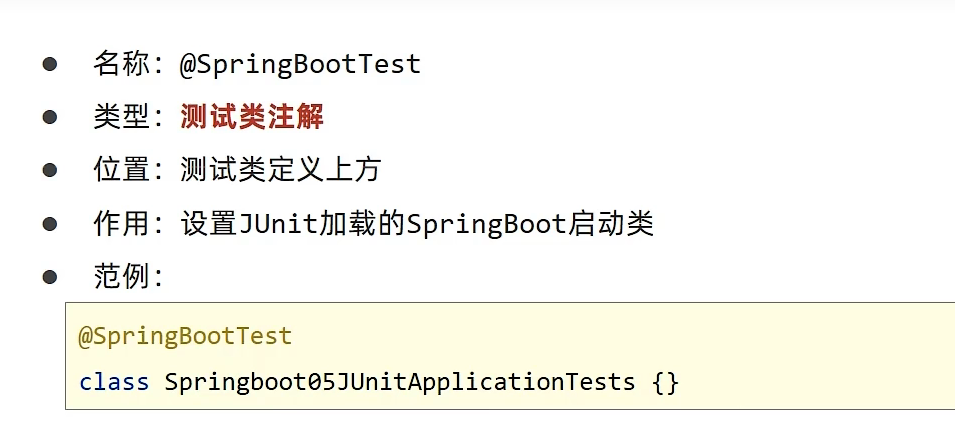 ● 名称：@SpringBootTest
● 类型：测试类注解
● 位置：测试类定义上方
● 作用：设置JUnit加载的SpringBoot启动类
● 范例：
@SpringBootTest
class Springboot05JUnitApplicationTests {}